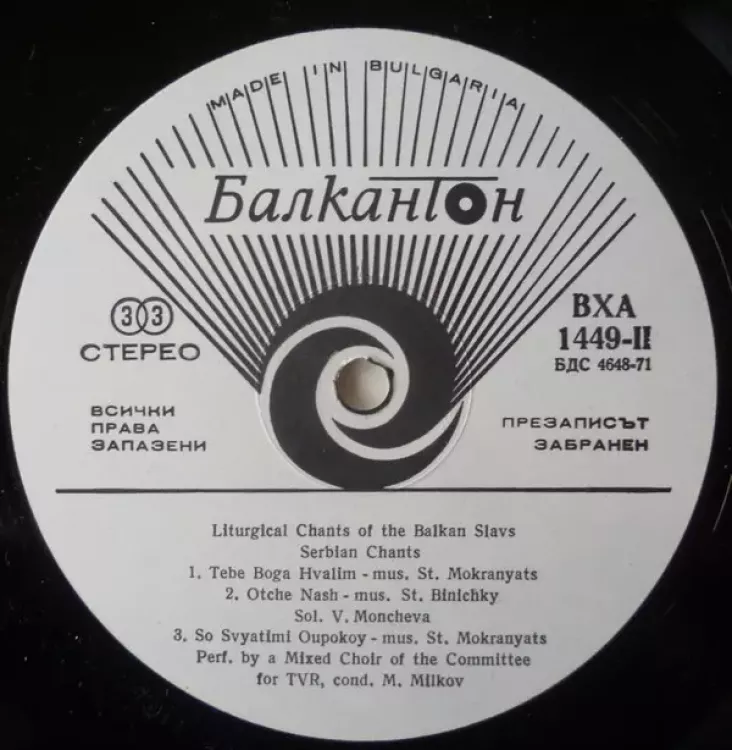 MADE IN BULGARIA
Балкантон
33
СТЕРЕО
ВХА
1449-II
БДС 4648-71
ВСИЧКИ
ПРАВА
ЗАПАЗЕНИ
ПРЕЗАПИСЪТ
ЗАБРАНЕН
Liturgical Chants of the Balkan Slavs
Serbian Chants
1. Tebe Boga Hvalim - mus. St. Mokranyats
2. Otche Nash - mus. St. Binichky
Sol. V. Moncheva
3. So Svyatimi Oupokoy - mus. St. Mokranyats
Perf. by a Mixed Choir of the Committee
for TVR, cond. M. Milkov